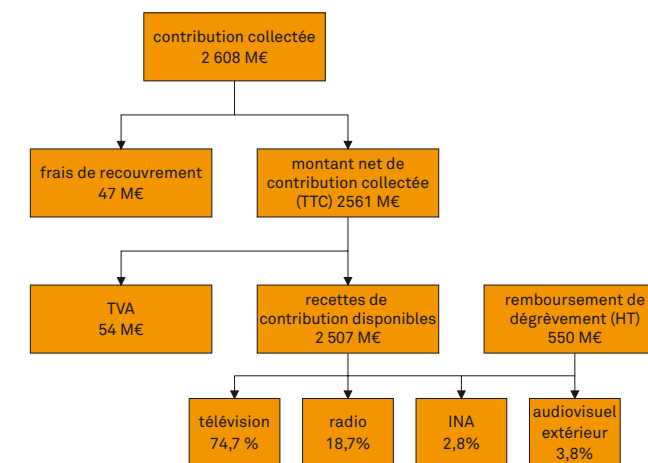 contribution collectée
2 608 M€
frais de recouvrement
47 M€
montant net de
contribution collectée
(TTC) 2561 M€
TVA
54 M€
recettes de
contribution disponibles
2 507 M€
remboursement de
dégrèvement (HT)
550 M€
télévision
74,7 %
radio
18,7%
INA
2,8%
audiovisuel
extérieur
3,8%